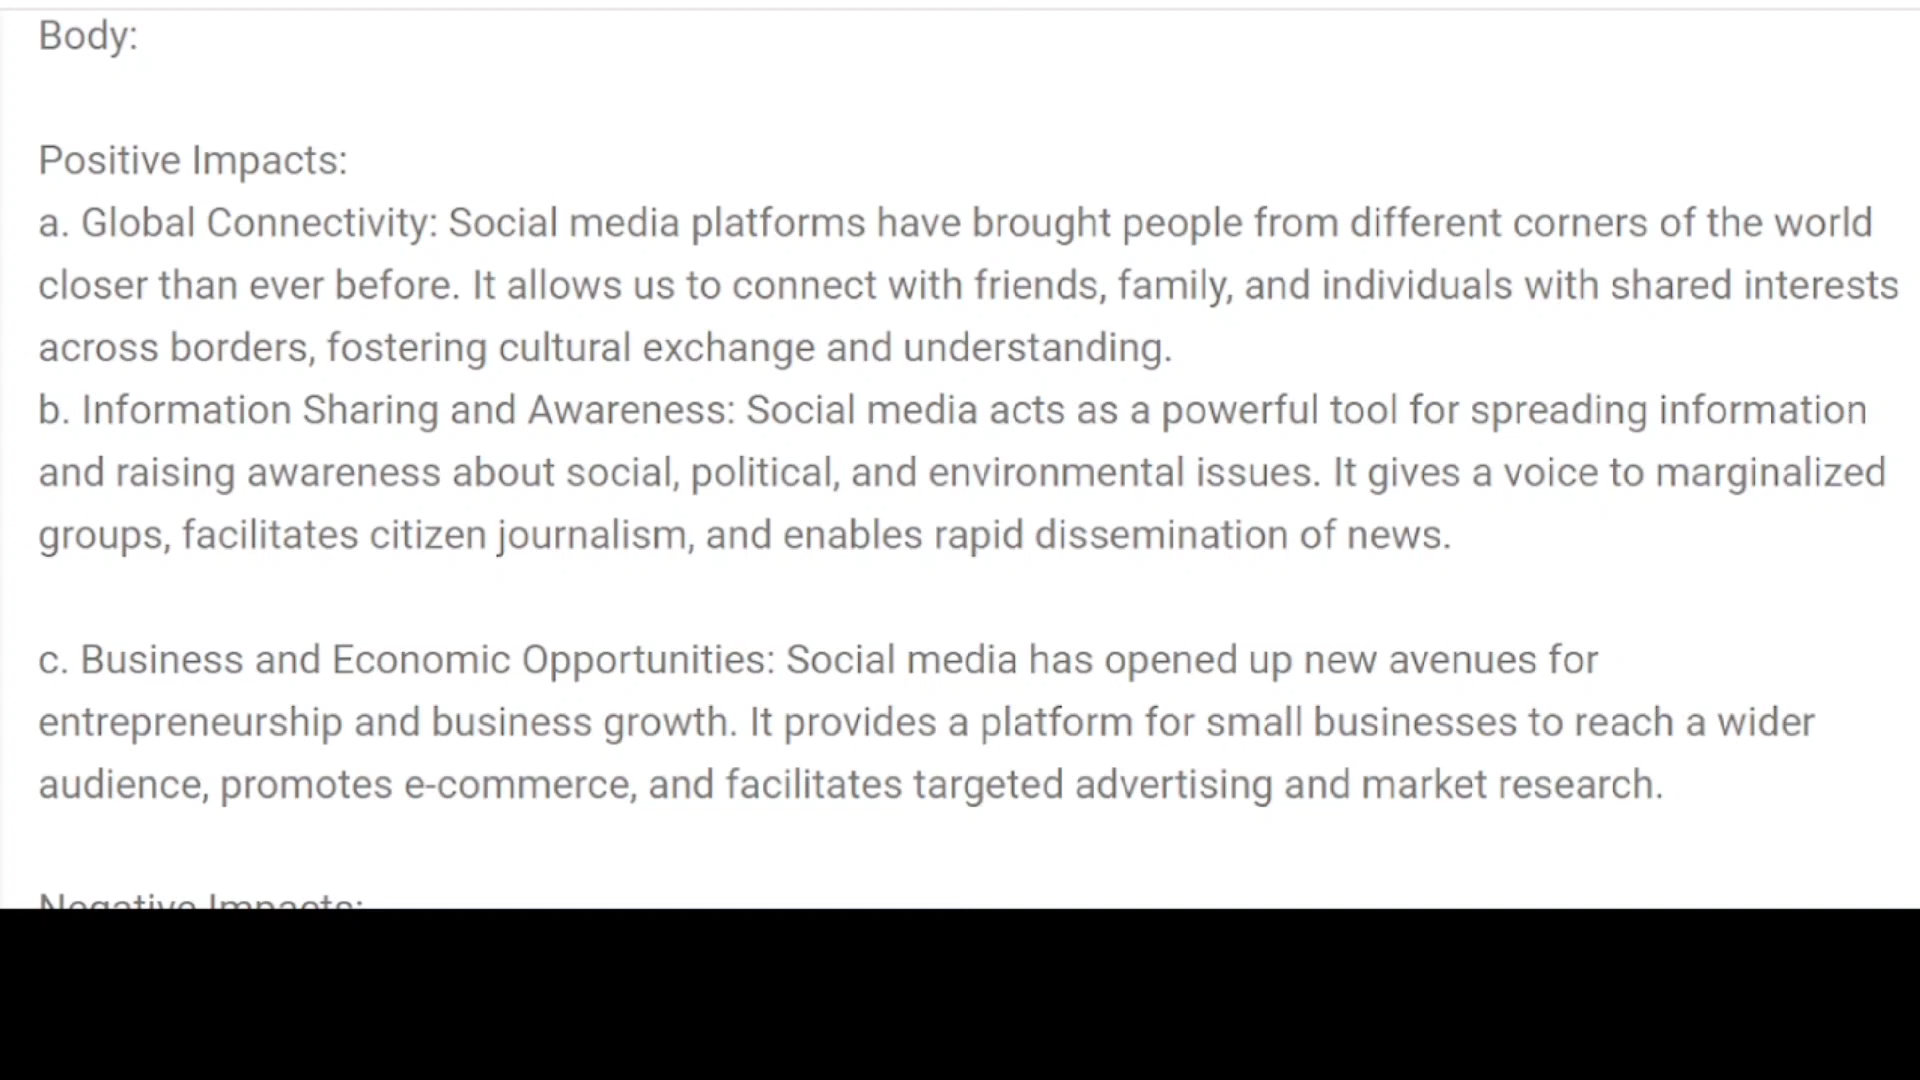 Body:
Positive Impacts:
a. Global Connectivity: Social media platforms have brought people from different corners of the world
closer than ever before. It allows us to connect with friends, family, and individuals with shared interests
across borders, fostering cultural exchange and understanding.
b. Information Sharing and Awareness: Social media acts as a powerful tool for spreading information
and raising awareness about social, political, and environmental issues. It gives a voice to marginalized
groups, facilitates citizen journalism, and enables rapid dissemination of news.
c. Business and Economic Opportunities: Social media has opened up new avenues for
entrepreneurship and business growth. It provides a platform for small businesses to reach a wider
audience, promotes e-commerce, and facilitates targeted advertising and market research.
Negative Impacts: